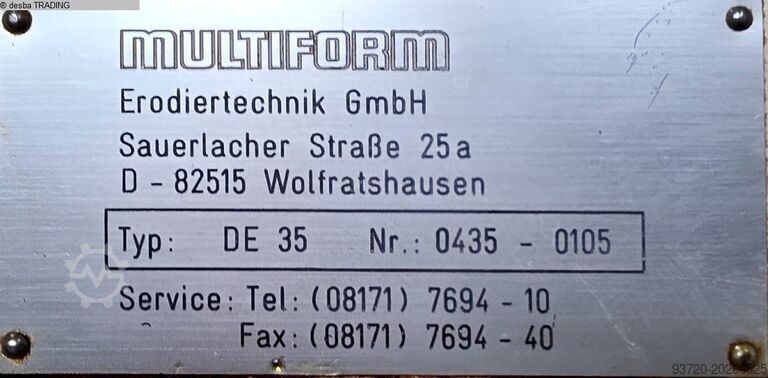 ® desba TRADING
MULTIFORM
Erodiertechnik GmbH
Sauerlacher Straße 25a
D - 82515 Wolfratshausen
Typ: DE 35 Nr.: 0435 - 0105
Service: Tel: (08171) 7694 - 10
Fax: (08171) 7694 - 40